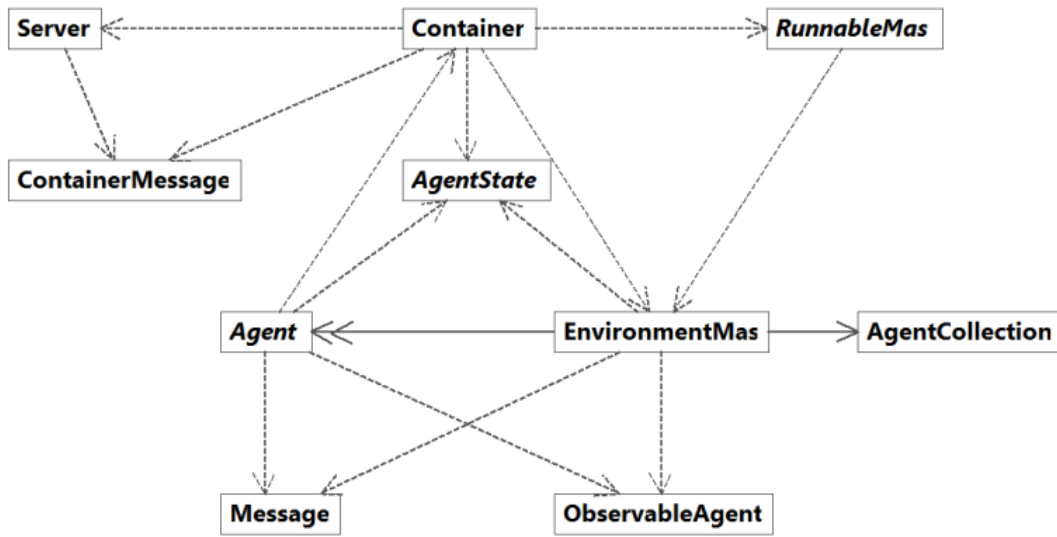 Server
Container
RunnableMas
ContainerMessage
AgentState
Agent
EnvironmentMas
AgentCollection
Message
ObservableAgent